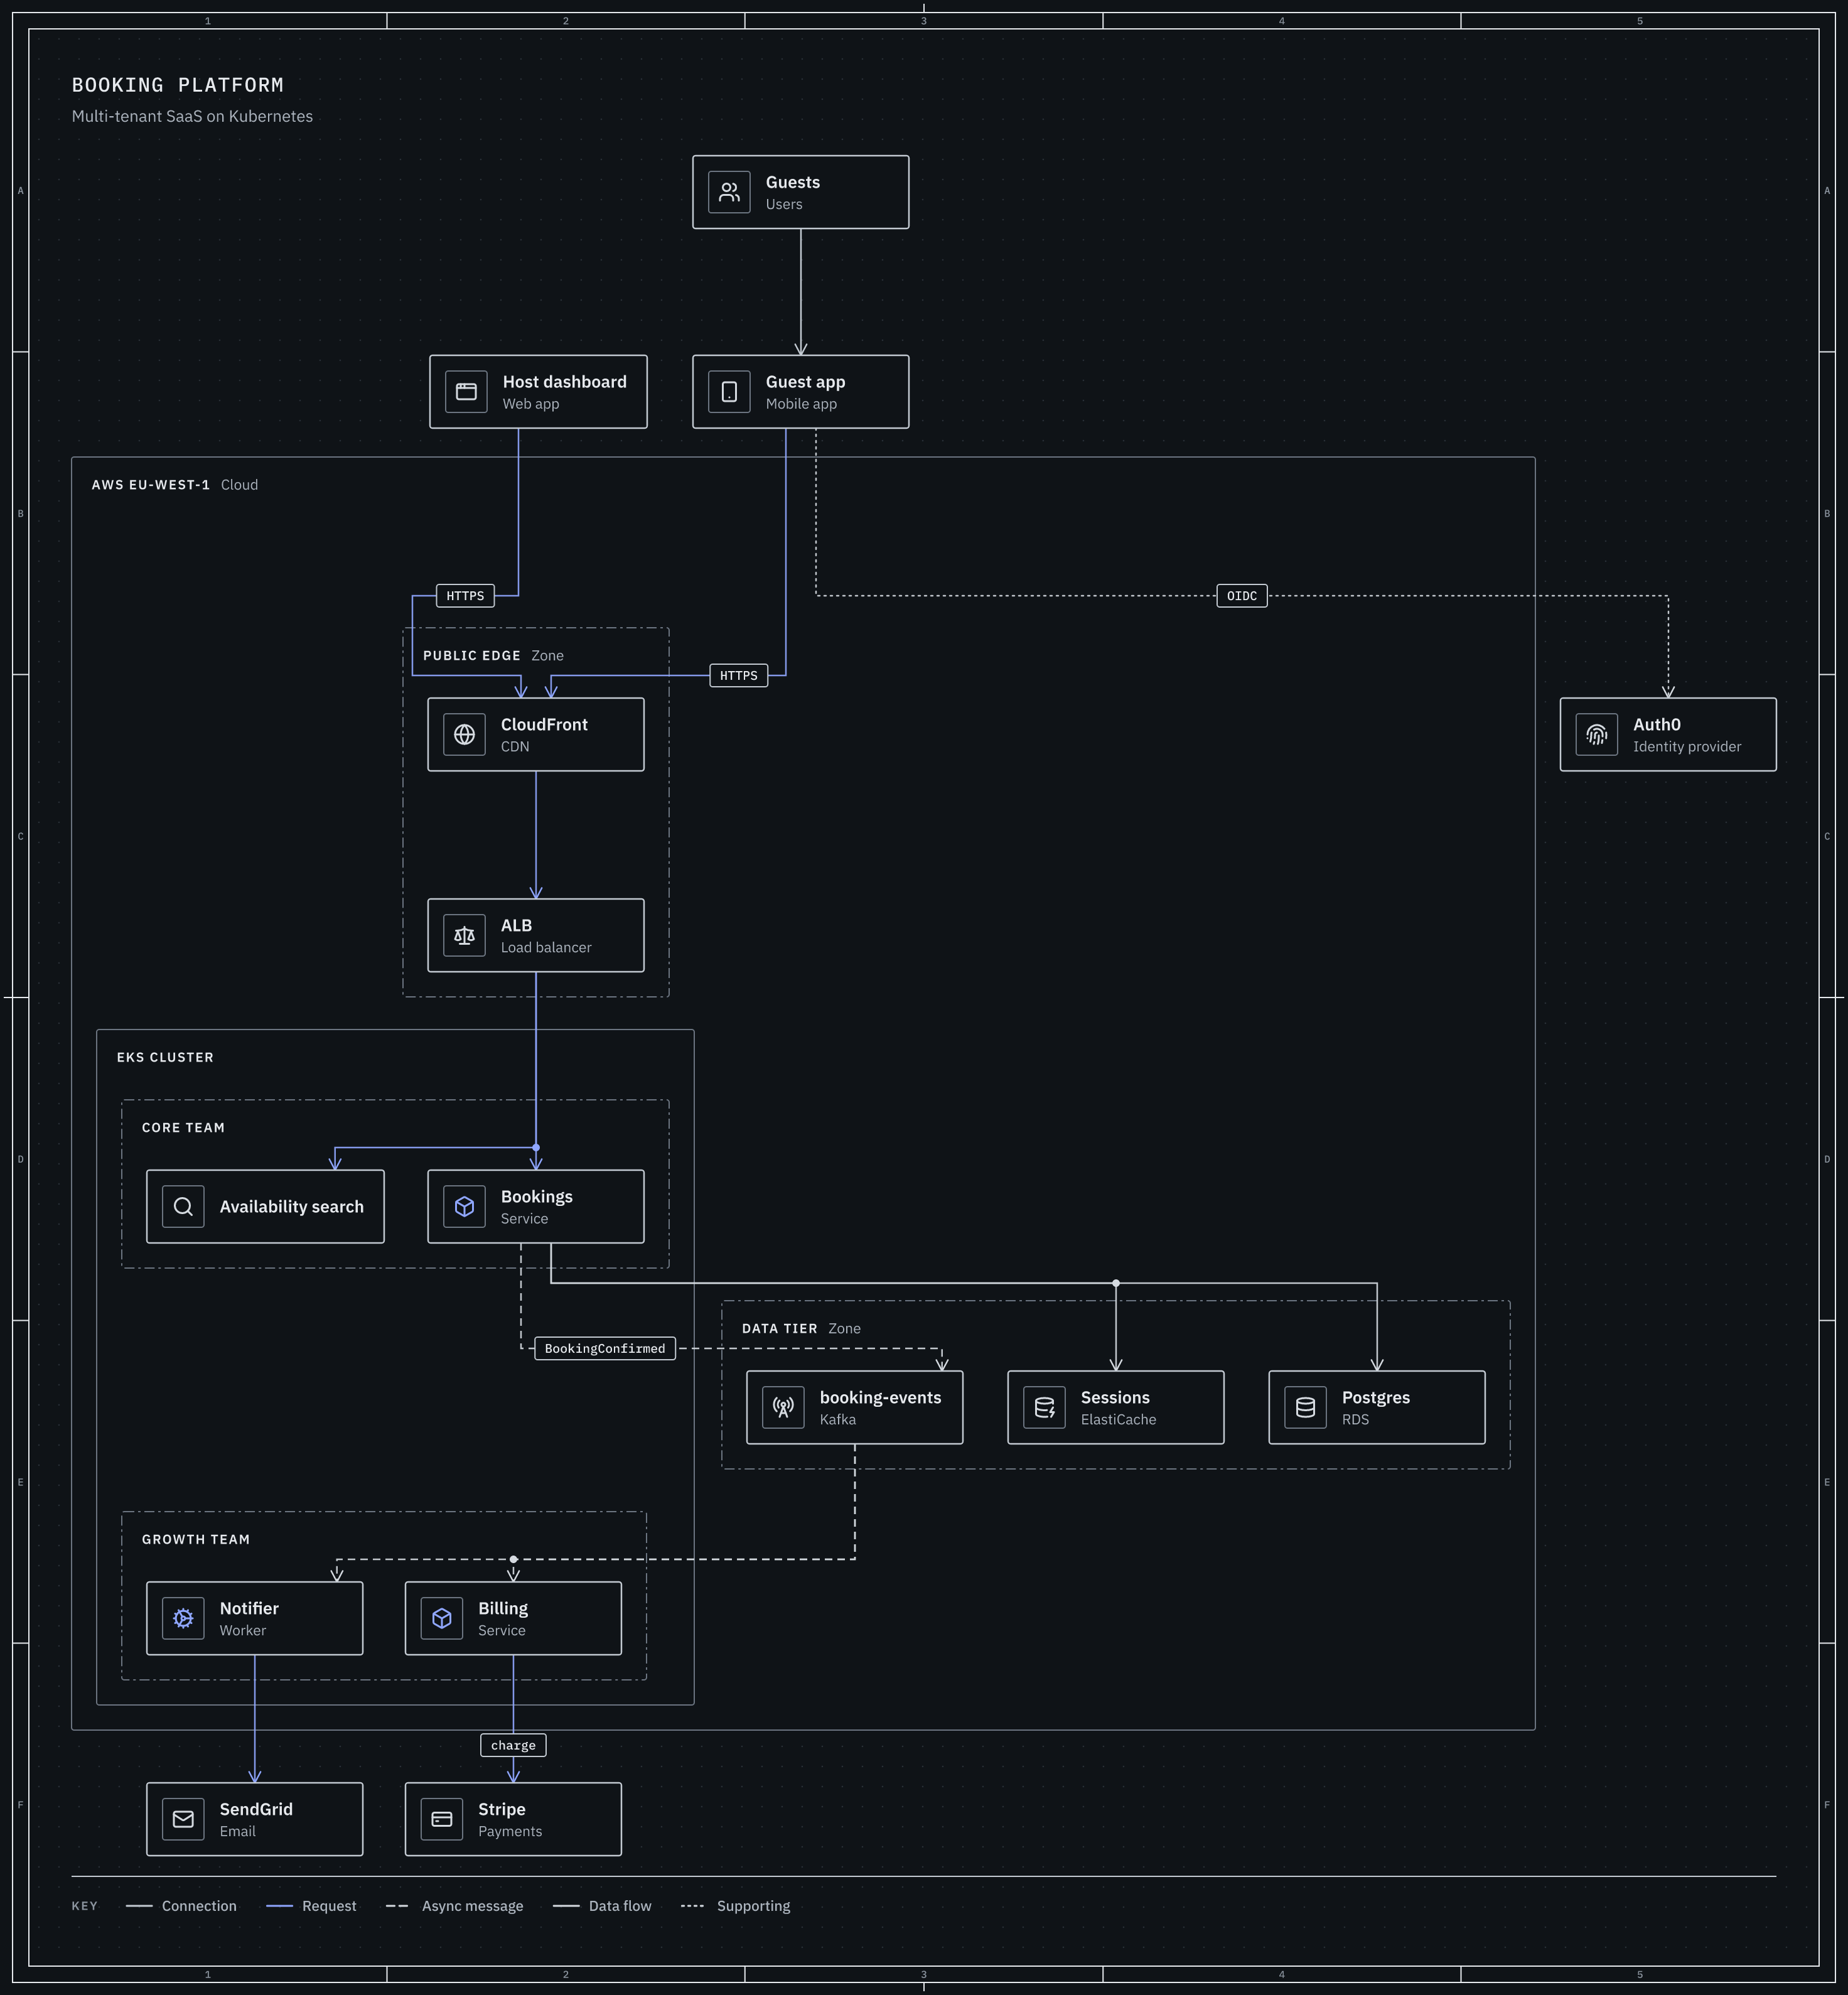 1 2 3 4 5
BOOKING PLATFORM
Multi-tenant SaaS on Kubernetes
A A
Guests
Users
Host dashboard
Web app
Guest app
Mobile app
AWS EU-WEST-1 Cloud
B B
HTTPS
OIDC
PUBLIC EDGE Zone
HTTPS
CloudFront
CDN
Auth0
Identity provider
C C
ALB
Load balancer
EKS CLUSTER
CORE TEAM
D D
Availability search
Bookings
Service
DATA TIER Zone
BookingConfirmed
booking-events
Kafka
Sessions
ElastiCache
Postgres
RDS
E E
GROWTH TEAM
Notifier
Worker
Billing
Service
charge
F F
SendGrid
Email
Stripe
Payments
KEY Connection Request Async message Data flow Supporting
1 2 3 4 5